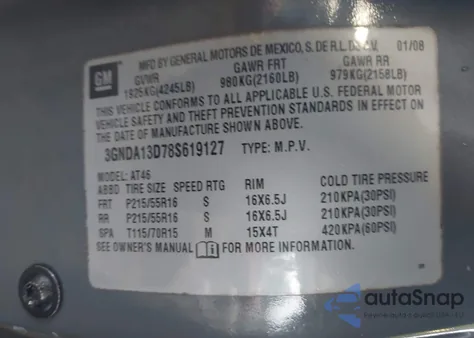 MFD BY GENERAL MOTORS DE MEXICO, S. DE R.L. DE C.V. 01/08
GM
GVWR GAWR FRT GAWR RR
1925KG(4245LB) 980KG(2160LB) 979KG(2158LB)
THIS VEHICLE CONFORMS TO ALL APPLICABLE U.S. FEDERAL MOTOR
VEHICLE SAFETY AND THEFT PREVENTION STANDARDS IN EFFECT ON
THE DATE OF MANUFACTURE SHOWN ABOVE.
3GNDA13D78S619127 TYPE: M.P.V.
MODEL: AT46
ABBD TIRE SIZE SPEED RTG RIM COLD TIRE PRESSURE
FRT P215/55R16 S 16X6.5J 210KPA(30PSI)
RR P215/55R16 S 16X6.5J 210KPA(30PSI)
SPA T115/70R15 M 15X4T 420KPA(60PSI)
SEE OWNER'S MANUAL FOR MORE INFORMATION.
autaSnap